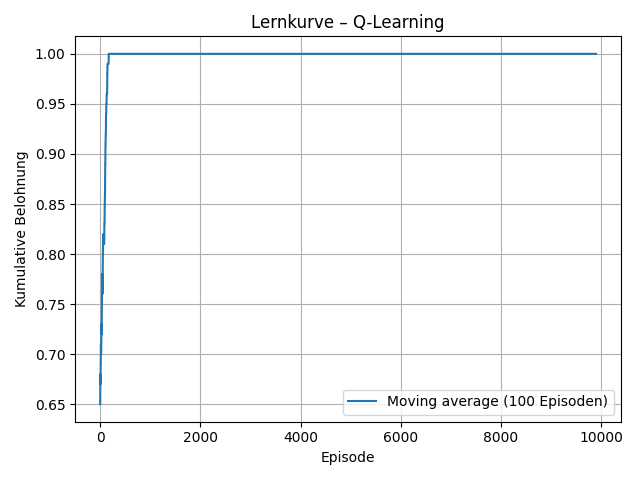 Lernkurve – Q-Learning
Kumulative Belohnung
1.00
0.95
0.90
0.85
0.80
0.75
0.70
0.65
Moving average (100 Episoden)
0 2000 4000 6000 8000 10000
Episode